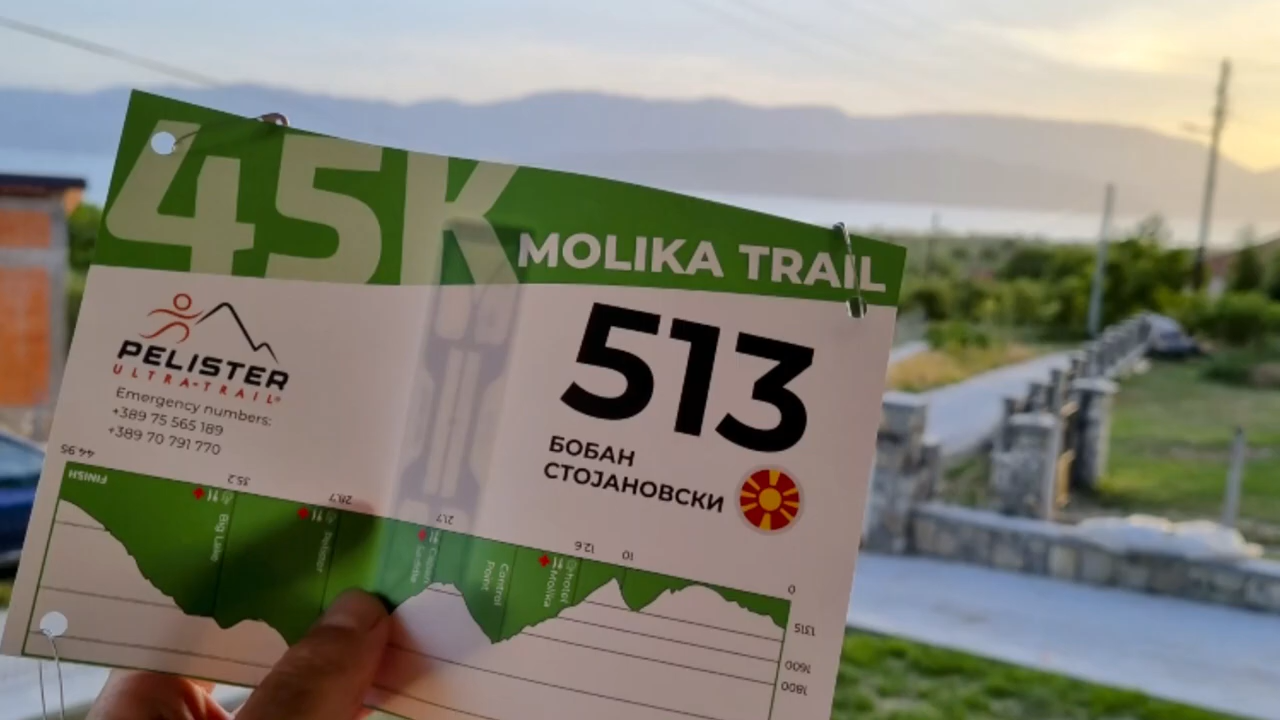 45K
MOLIKA TRAIL
PELISTER
ULTRA-TRAIL®
Emergency numbers:
+389 75 565 189
+389 70 791 770
513
БОБАН
СТОЈАНОВСКИ
44.95
35.2
28.7
21.7
12.6
10
0
FINISH
Big Lake
Pelister
Control
Point
hotel
Molika
1315
1600
1800